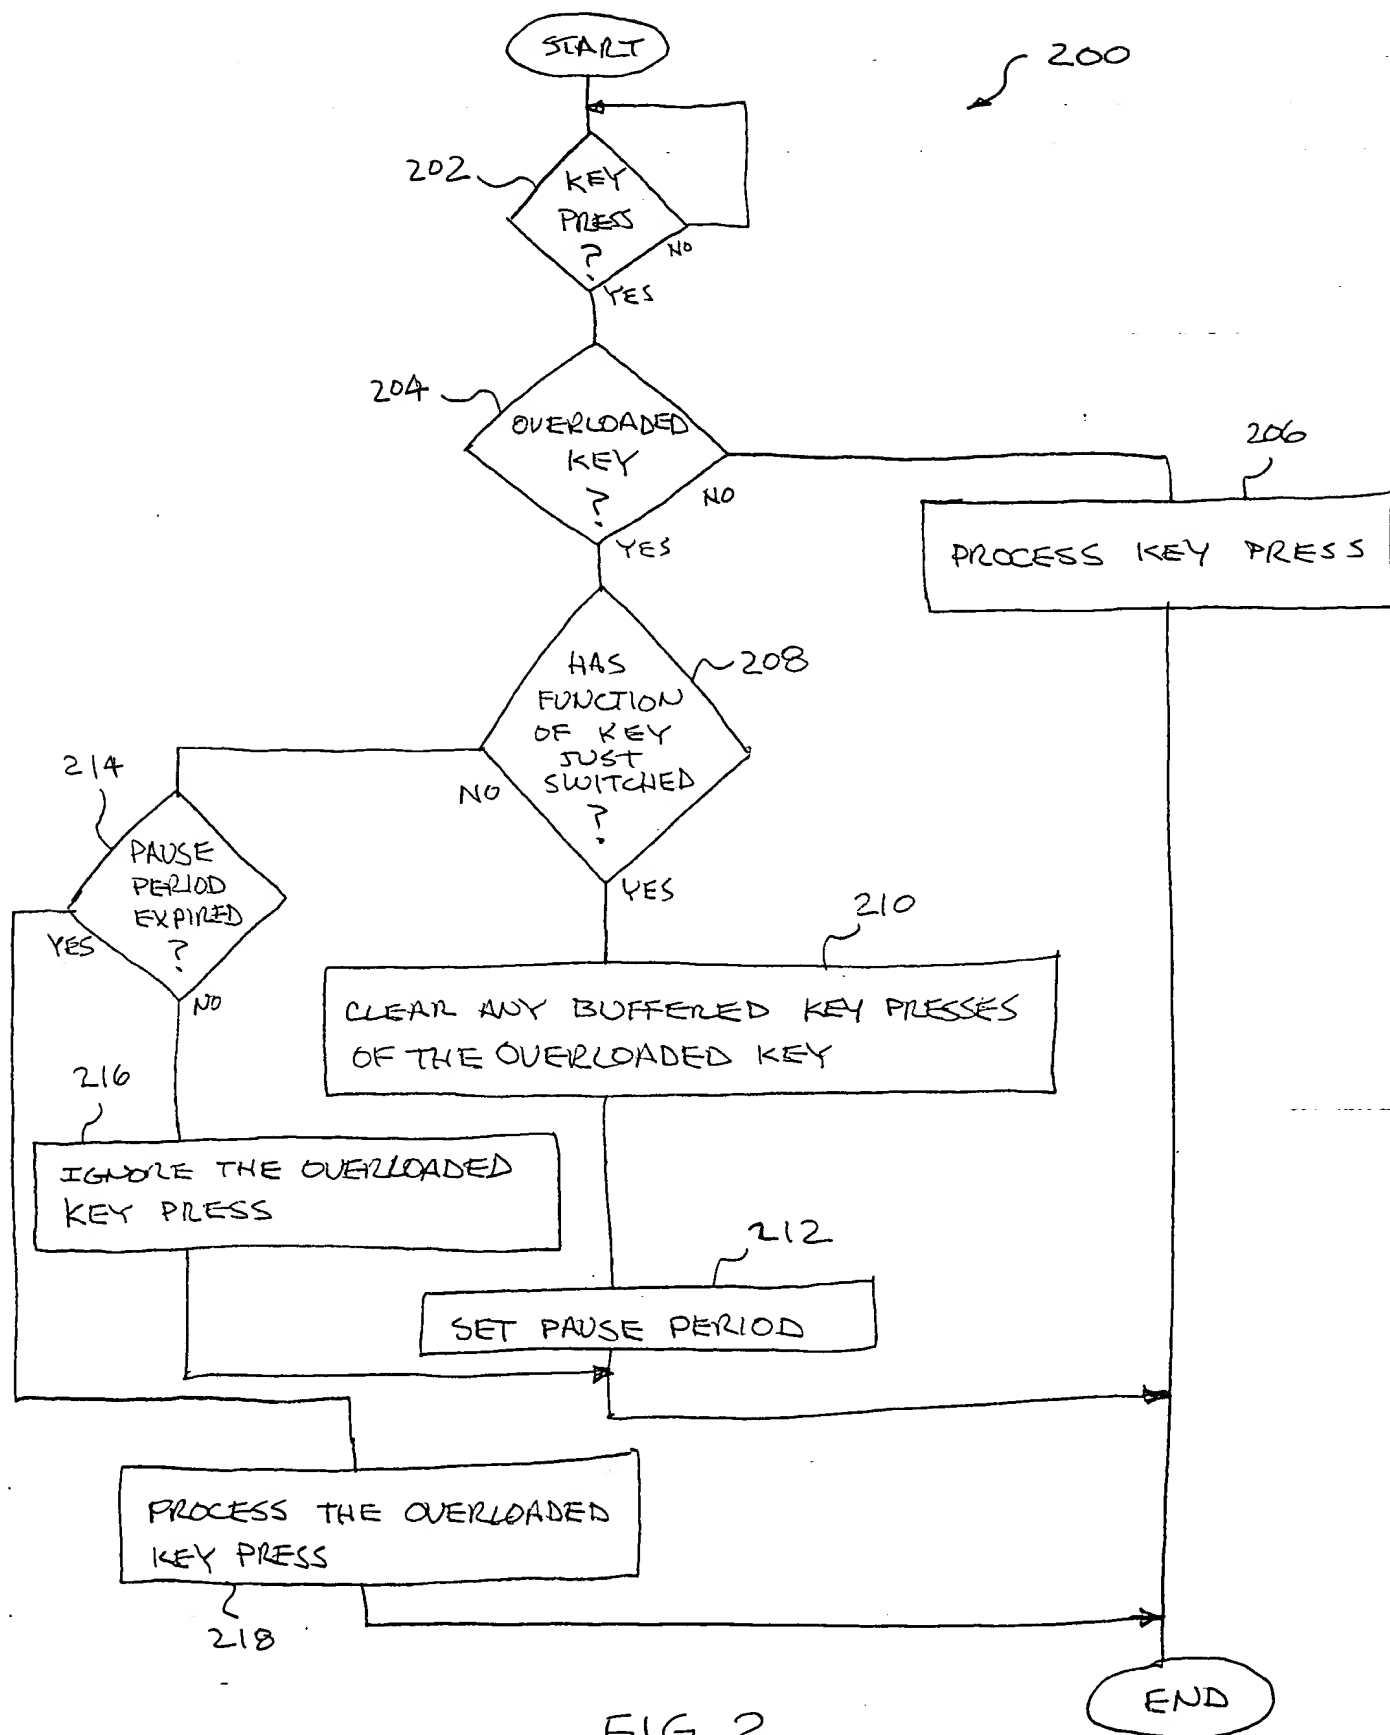 START
200
202
KEY
PRESS
?
NO
YES
204
OVERLOADED
KEY
?
NO
YES
206
PROCESS KEY PRESS
208
HAS
FUNCTION
OF KEY
JUST
SWITCHED
?
NO
YES
214
PAUSE
PERIOD
EXPIRED
?
YES
NO
210
CLEAR ANY BUFFERED KEY PRESSES
OF THE OVERLOADED KEY
216
IGNORE THE OVERLOADED
KEY PRESS
212
SET PAUSE PERIOD
PROCESS THE OVERLOADED
KEY PRESS
218
END
FIG 2